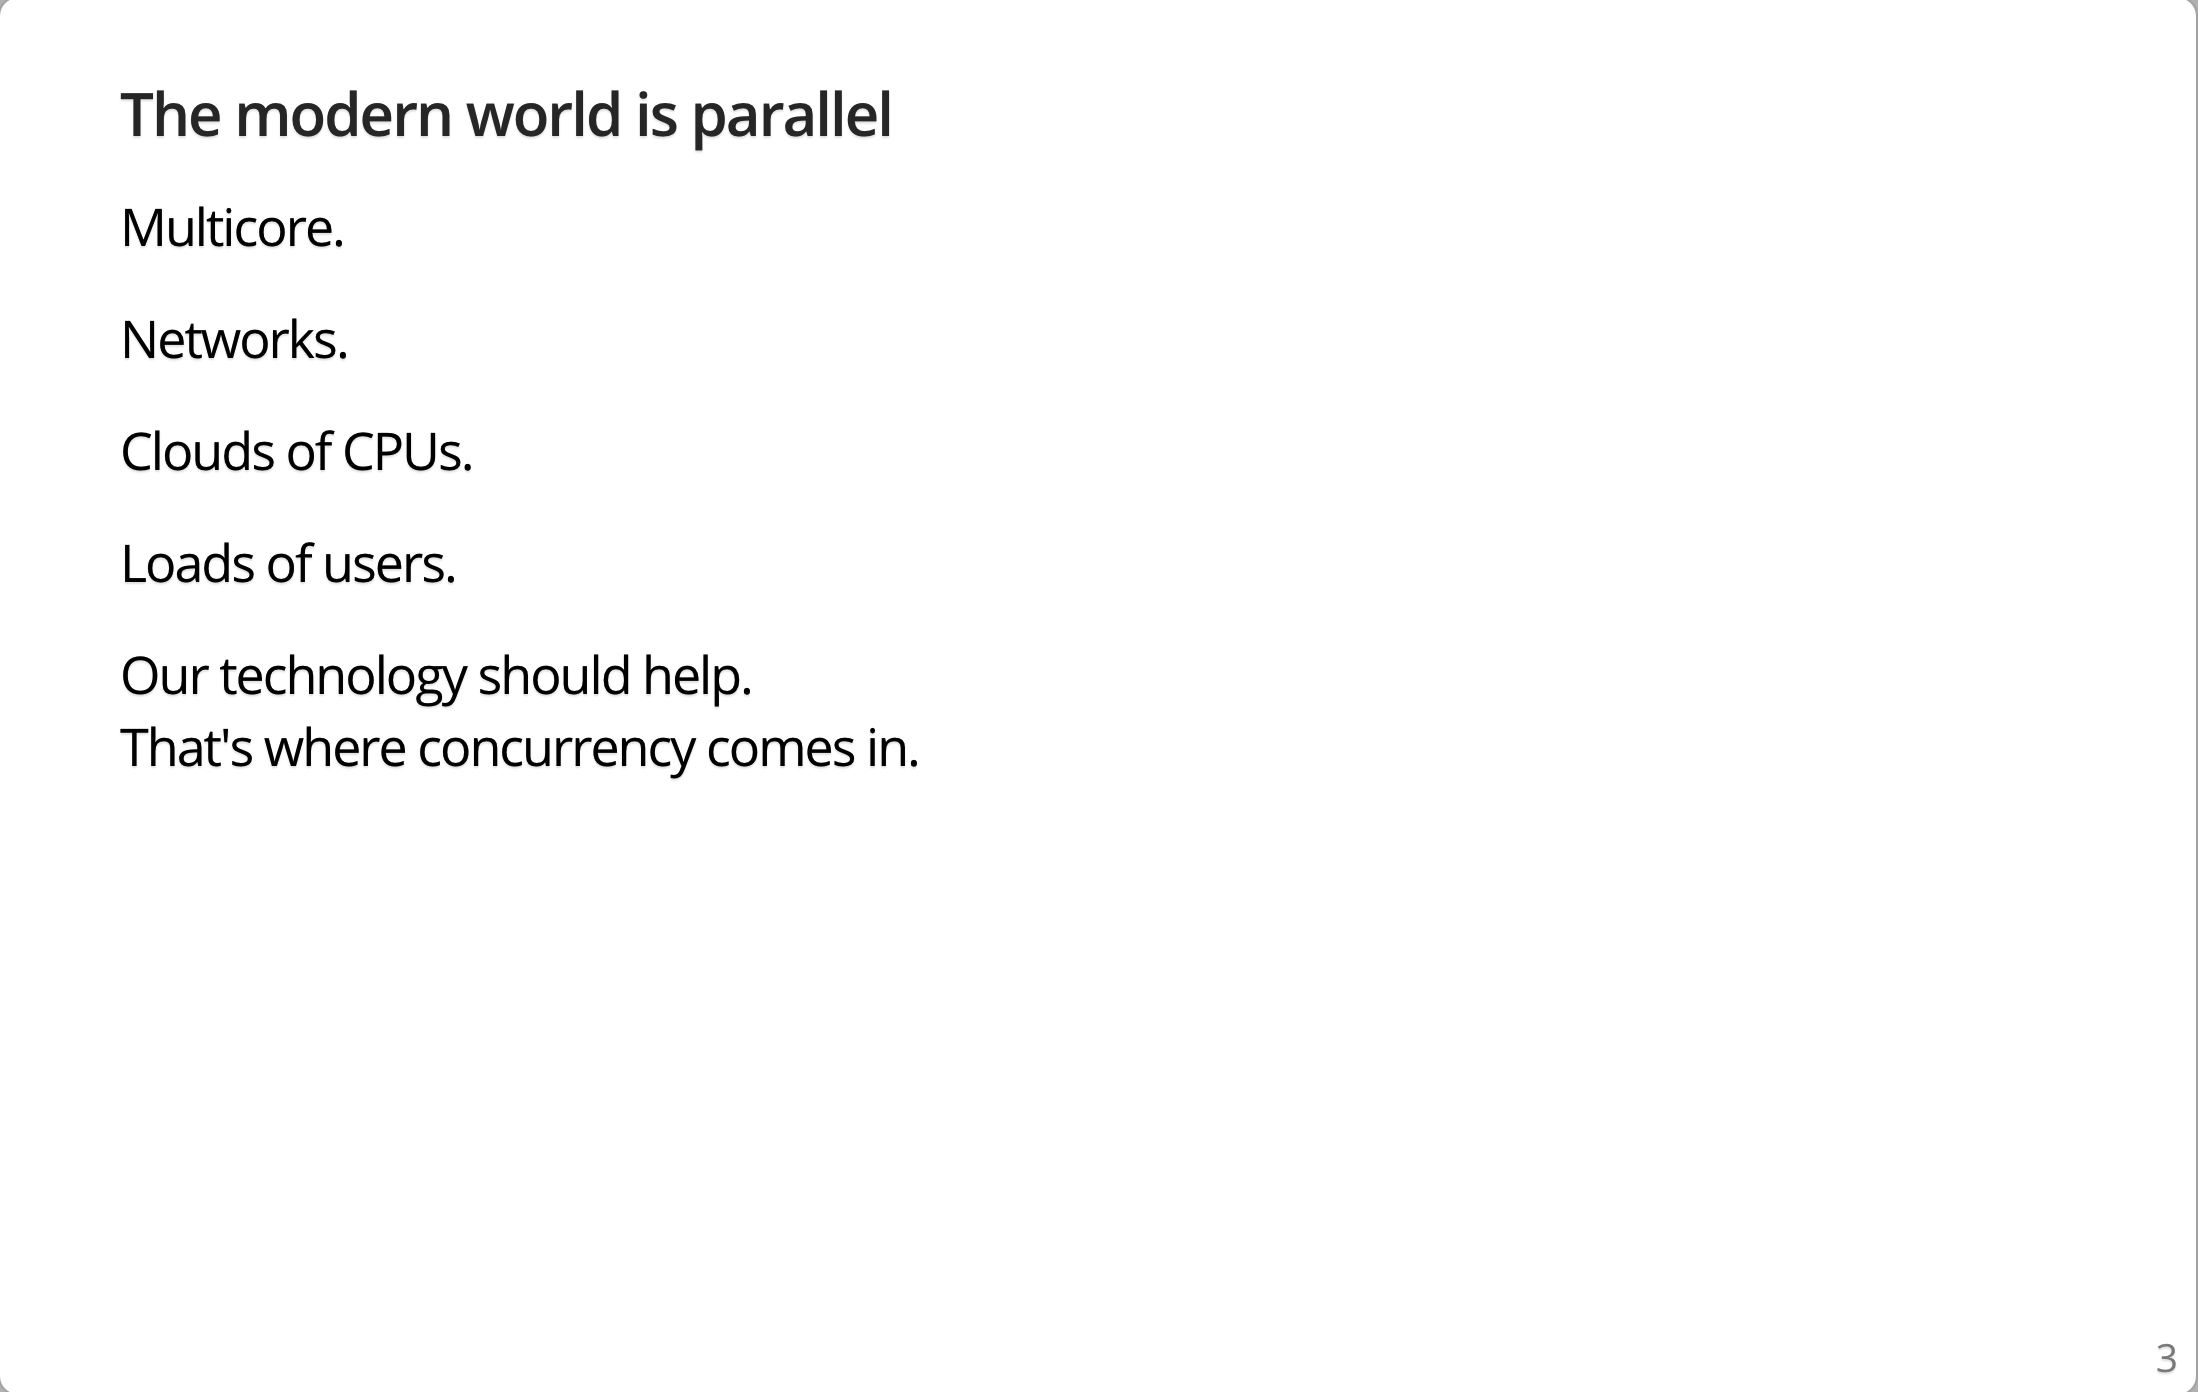 The modern world is parallel
Multicore.
Networks.
Clouds of CPUs.
Loads of users.
Our technology should help.
That's where concurrency comes in.
3